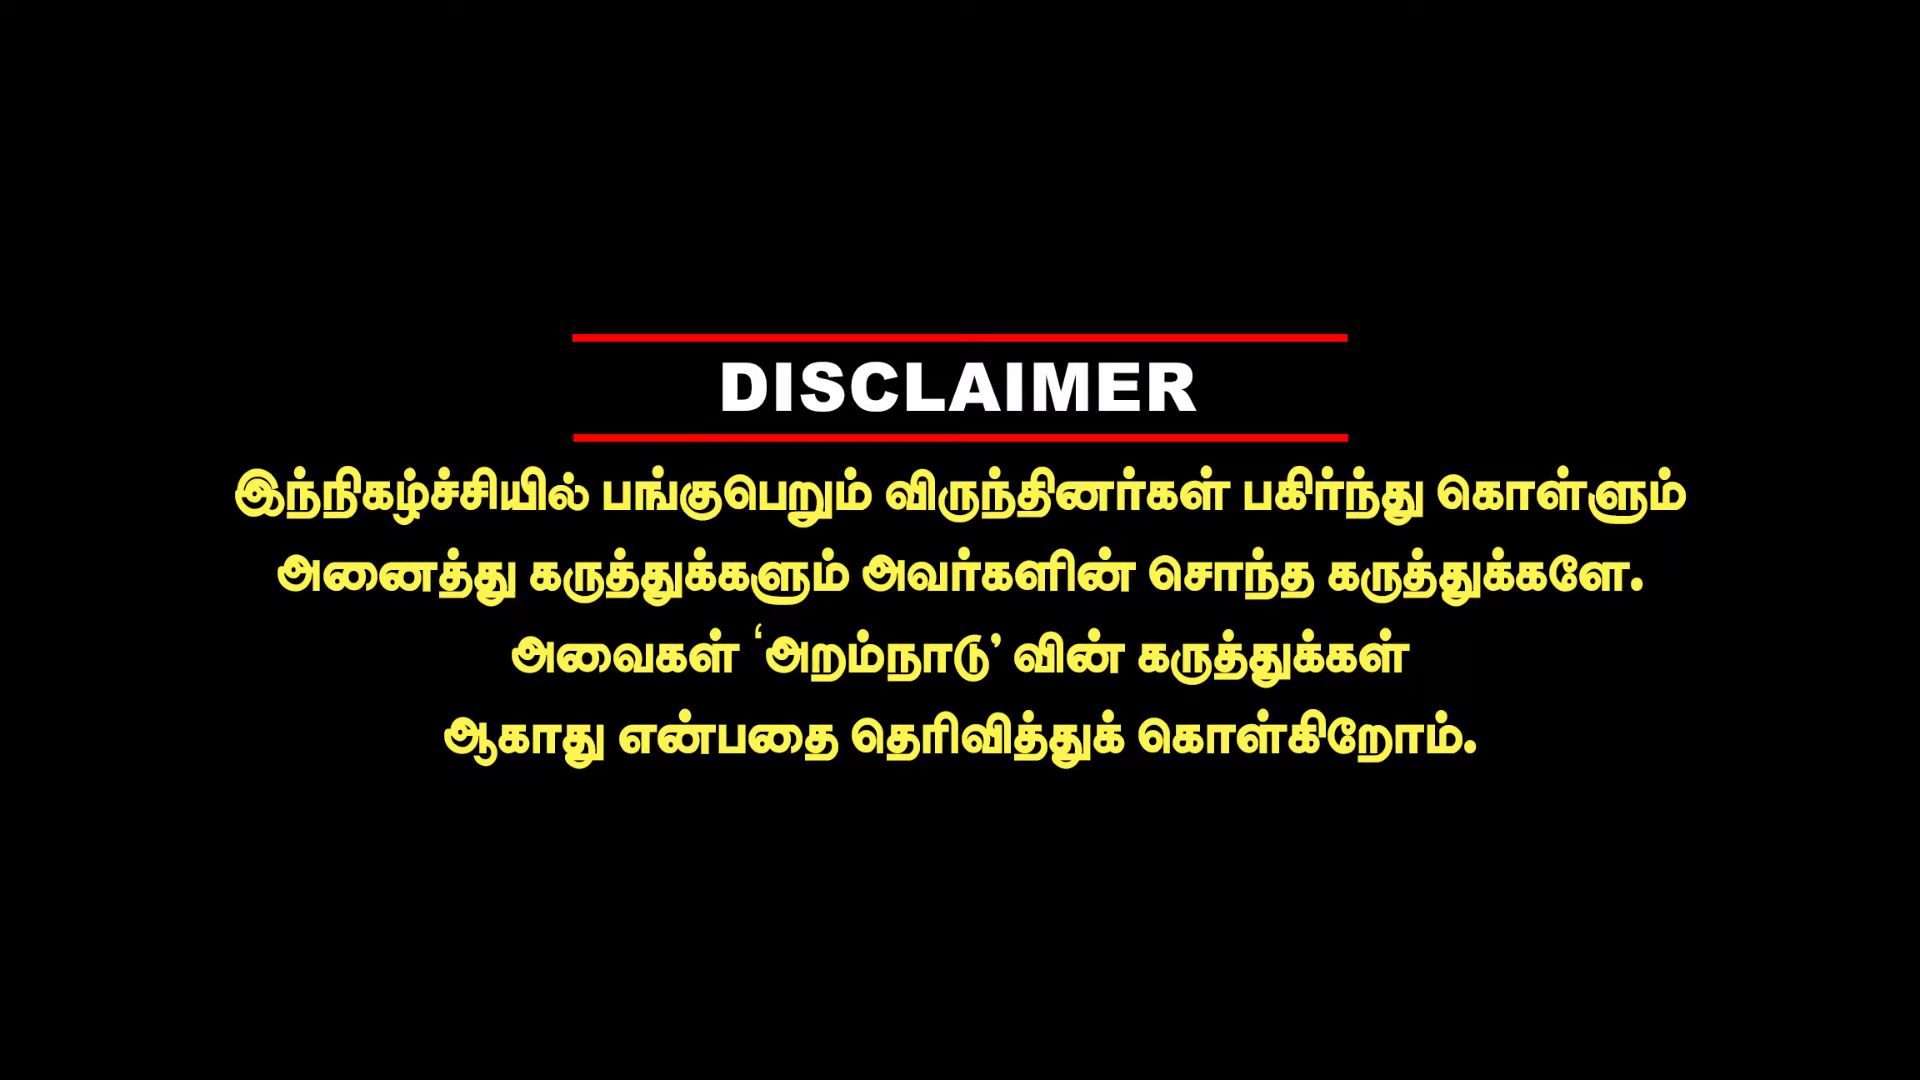 DISCLAIMER
இந்நிகழ்ச்சியில் பங்குபெறும் விருந்தினர்கள் பகிர்ந்து கொள்ளும்
அனைத்து கருத்துக்களும் அவர்களின் சொந்த கருத்துக்களே.
அவைகள் ‘அறம்நாடு’ வின் கருத்துக்கள்
ஆகாது என்பதை தெரிவித்துக் கொள்கிறோம்.